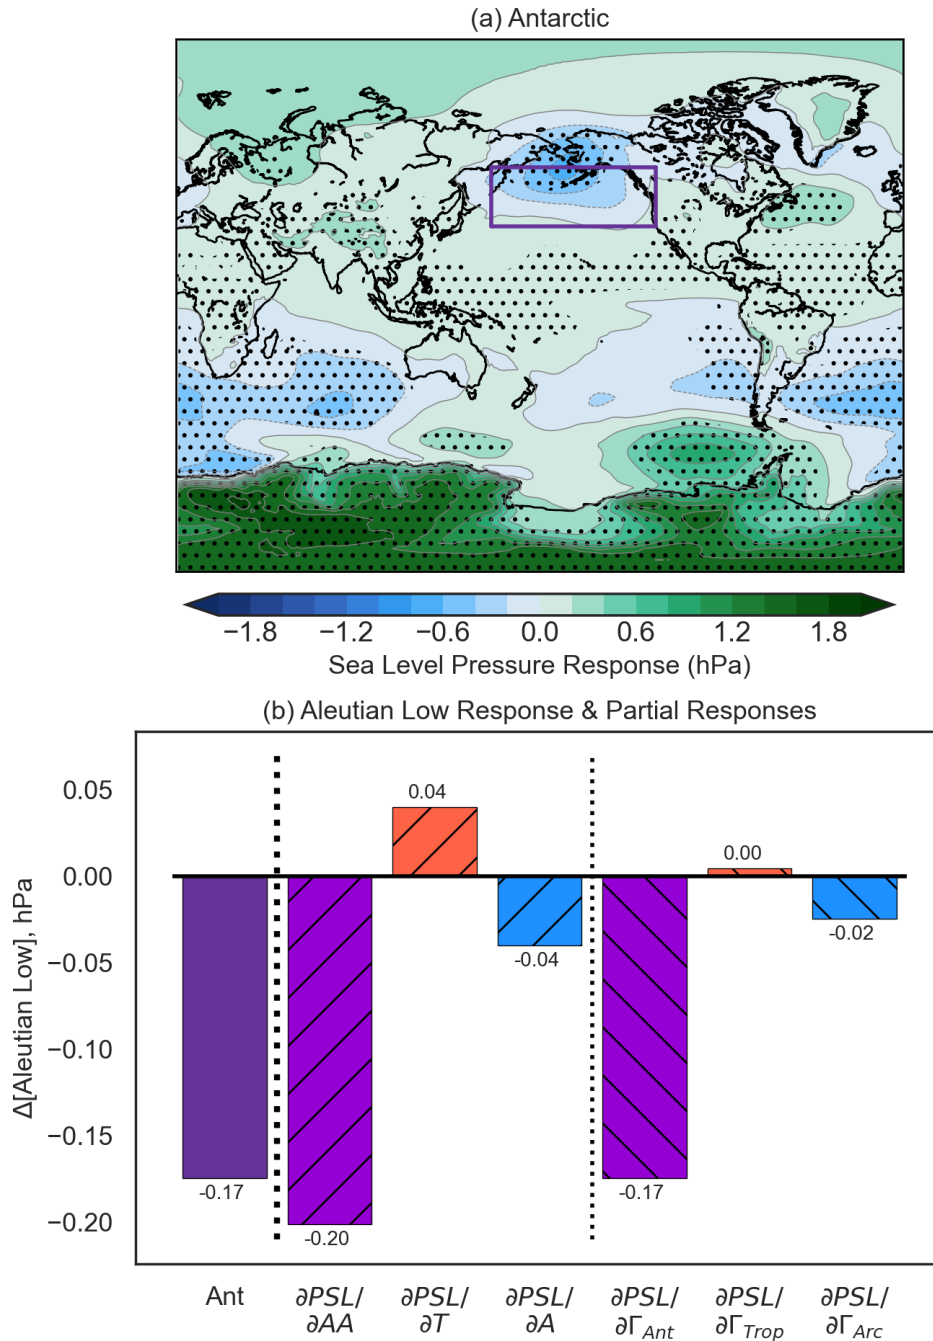 (a) Antarctic
−1.8 −1.2 −0.6 0.0 0.6 1.2 1.8
Sea Level Pressure Response (hPa)
(b) Aleutian Low Response & Partial Responses
Δ[Aleutian Low], hPa
0.05
0.00
−0.05
−0.10
−0.15
−0.20
-0.17
-0.20
0.04
-0.04
-0.17
0.00
-0.02
Ant
∂PSL/
∂AA
∂PSL/
∂T
∂PSL/
∂A
∂PSL/
∂Γ_Ant
∂PSL/
∂Γ_Trop
∂PSL/
∂Γ_Arc